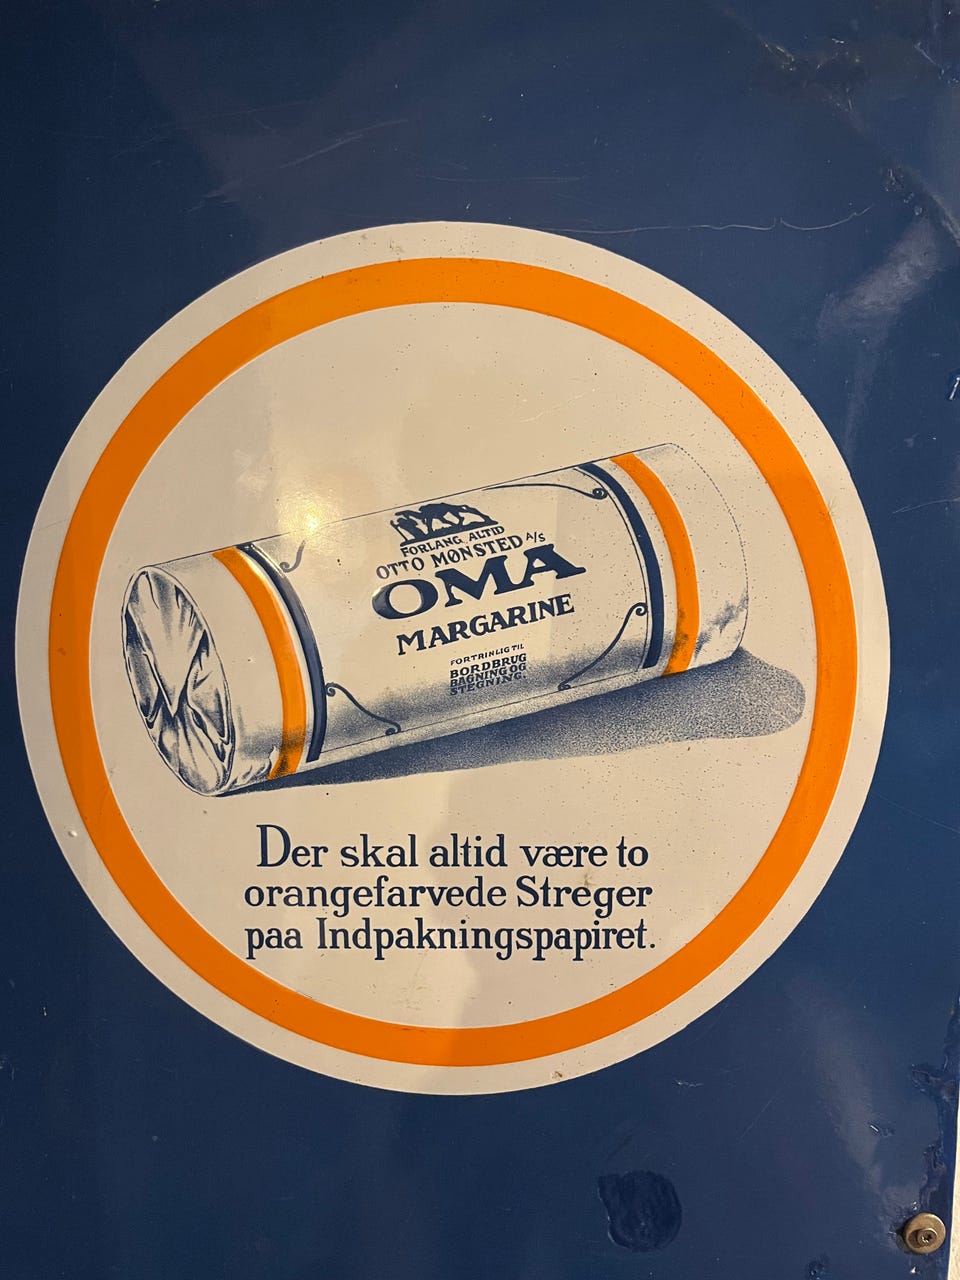 FORLANG ALTID
OTTO MØNSTED A/S
OMA
MARGARINE
FORTRINLIG TIL
BORDBRUG
BAGNING OG
STEGNING.
Der skal altid være to
orangefarvede Streger
paa Indpakningspapiret.